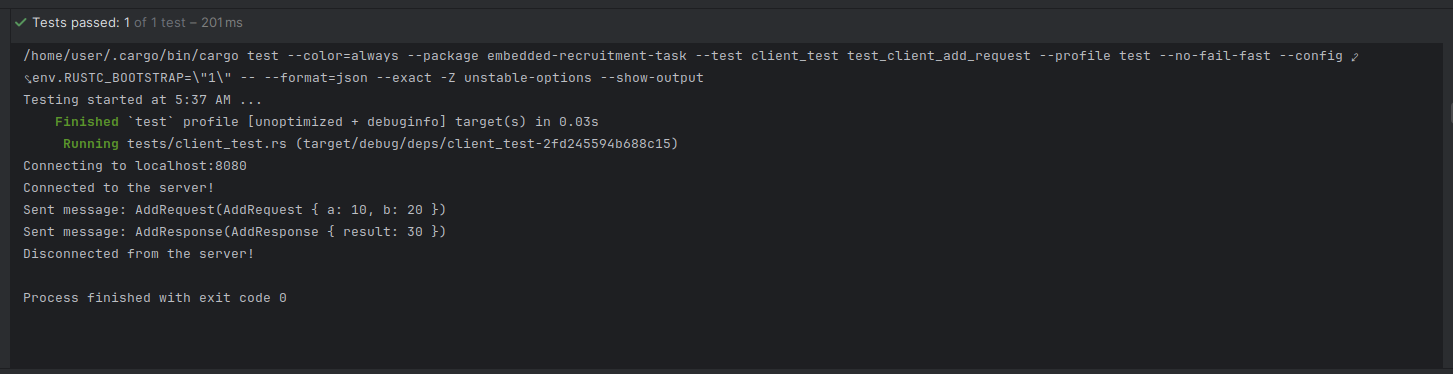 Tests passed: 1 of 1 test – 201 ms
/home/user/.cargo/bin/cargo test --color=always --package embedded-recruitment-task --test client_test test_client_add_request --profile test --no-fail-fast --config
env.RUSTC_BOOTSTRAP=\"1\" -- --format=json --exact -Z unstable-options --show-output
Testing started at 5:37 AM ...
    Finished `test` profile [unoptimized + debuginfo] target(s) in 0.03s
     Running tests/client_test.rs (target/debug/deps/client_test-2fd245594b688c15)
Connecting to localhost:8080
Connected to the server!
Sent message: AddRequest(AddRequest { a: 10, b: 20 })
Sent message: AddResponse(AddResponse { result: 30 })
Disconnected from the server!
Process finished with exit code 0